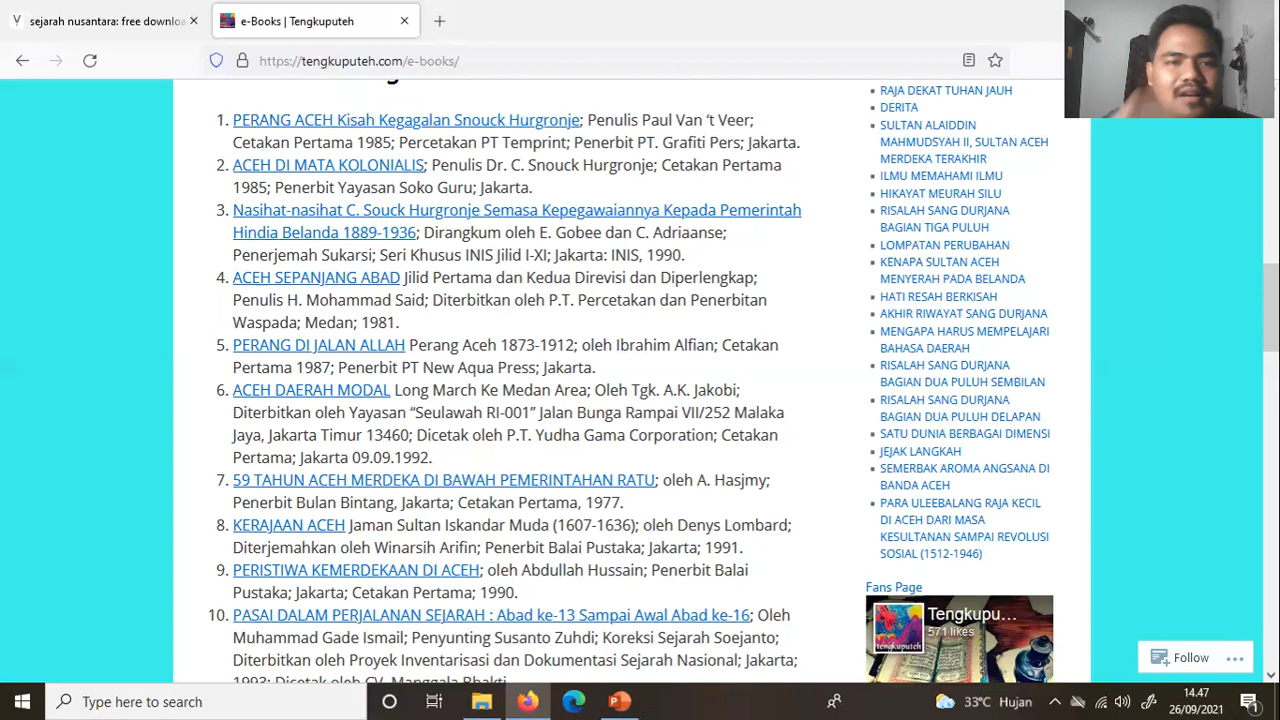 sejarah nusantara: free downloa
e-Books | Tengkuputeh
https://tengkuputeh.com/e-books/
1. PERANG ACEH Kisah Kegagalan Snouck Hurgronje; Penulis Paul Van ‘t Veer;
Cetakan Pertama 1985; Percetakan PT Temprint; Penerbit PT. Grafiti Pers; Jakarta.
2. ACEH DI MATA KOLONIALIS; Penulis Dr. C. Snouck Hurgronje; Cetakan Pertama
1985; Penerbit Yayasan Soko Guru; Jakarta.
3. Nasihat-nasihat C. Souck Hurgronje Semasa Kepegawaiannya Kepada Pemerintah
Hindia Belanda 1889-1936; Dirangkum oleh E. Gobee dan C. Adriaanse;
Penerjemah Sukarsi; Seri Khusus INIS Jilid I-XI; Jakarta: INIS, 1990.
4. ACEH SEPANJANG ABAD Jilid Pertama dan Kedua Direvisi dan Diperlengkap;
Penulis H. Mohammad Said; Diterbitkan oleh P.T. Percetakan dan Penerbitan
Waspada; Medan; 1981.
5. PERANG DI JALAN ALLAH Perang Aceh 1873-1912; oleh Ibrahim Alfian; Cetakan
Pertama 1987; Penerbit PT New Aqua Press; Jakarta.
6. ACEH DAERAH MODAL Long March Ke Medan Area; Oleh Tgk. A.K. Jakobi;
Diterbitkan oleh Yayasan “Seulawah RI-001” Jalan Bunga Rampai VII/252 Malaka
Jaya, Jakarta Timur 13460; Dicetak oleh P.T. Yudha Gama Corporation; Cetakan
Pertama; Jakarta 09.09.1992.
7. 59 TAHUN ACEH MERDEKA DI BAWAH PEMERINTAHAN RATU; oleh A. Hasjmy;
Penerbit Bulan Bintang, Jakarta; Cetakan Pertama, 1977.
8. KERAJAAN ACEH Jaman Sultan Iskandar Muda (1607-1636); oleh Denys Lombard;
Diterjemahkan oleh Winarsih Arifin; Penerbit Balai Pustaka; Jakarta; 1991.
9. PERISTIWA KEMERDEKAAN DI ACEH; oleh Abdullah Hussain; Penerbit Balai
Pustaka; Jakarta; Cetakan Pertama; 1990.
10. PASAI DALAM PERJALANAN SEJARAH : Abad ke-13 Sampai Awal Abad ke-16; Oleh
Muhammad Gade Ismail; Penyunting Susanto Zuhdi; Koreksi Sejarah Soejanto;
Diterbitkan oleh Proyek Inventarisasi dan Dokumentasi Sejarah Nasional; Jakarta;
1993; Dicetak oleh CV. Manggala Bhakti
RAJA DEKAT TUHAN JAUH
DERITA
SULTAN ALAIDDIN
MAHMUDSYAH II, SULTAN ACEH
MERDEKA TERAKHIR
ILMU MEMAHAMI ILMU
HIKAYAT MEURAH SILU
RISALAH SANG DURJANA
BAGIAN TIGA PULUH
LOMPATAN PERUBAHAN
KENAPA SULTAN ACEH
MENYERAH PADA BELANDA
HATI RESAH BERKISAH
AKHIR RIWAYAT SANG DURJANA
MENGAPA HARUS MEMPELAJARI
BAHASA DAERAH
RISALAH SANG DURJANA
BAGIAN DUA PULUH SEMBILAN
RISALAH SANG DURJANA
BAGIAN DUA PULUH DELAPAN
SATU DUNIA BERBAGAI DIMENSI
JEJAK LANGKAH
SEMERBAK AROMA ANGSANA DI
BANDA ACEH
PARA ULEEBALANG RAJA KECIL
DI ACEH DARI MASA
KESULTANAN SAMPAI REVOLUSI
SOSIAL (1512-1946)
Fans Page
Tengkupu...
571 likes
tengkuputeh
Follow
Type here to search
33°C Hujan
14.47
26/09/2021
1